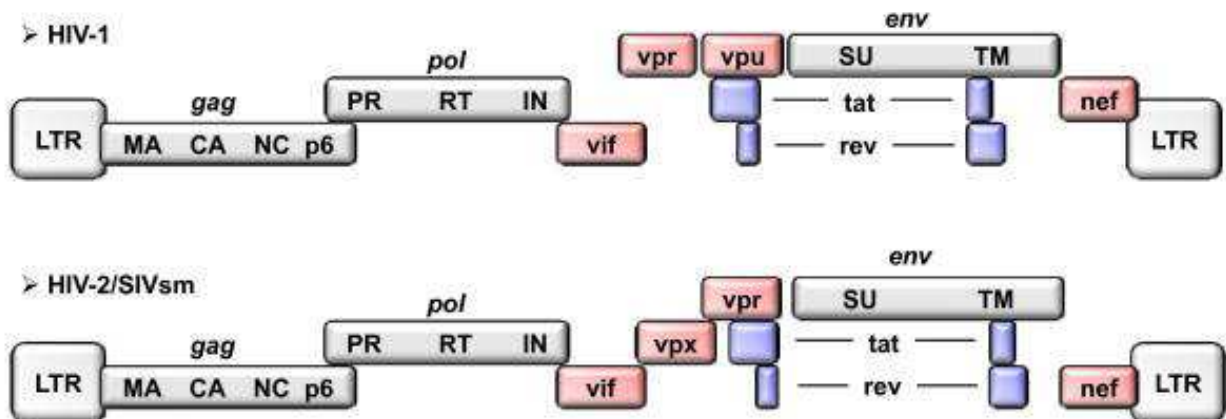 ➢ HIV-1
env
vpr vpu SU TM
pol
PR RT IN
tat
nef
gag
LTR MA CA NC p6
vif
rev
LTR
➢ HIV-2/SIVsm
env
vpr SU TM
pol
PR RT IN
vpx
tat
gag
LTR MA CA NC p6
vif
rev
nef
LTR